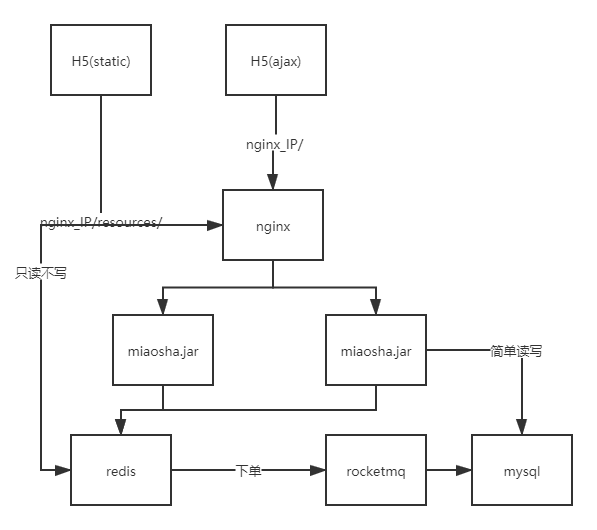 H5(static)
H5(ajax)
nginx_IP/
nginx_IP/resources/
nginx
只读不写
miaosha.jar
miaosha.jar
简单读写
redis
下单
rocketmq
mysql